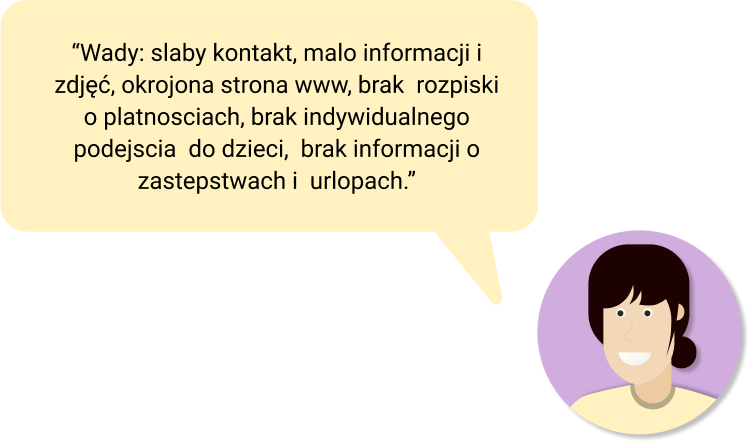 “Wady: slaby kontakt, malo informacji i
zdjęć, okrojona strona www, brak  rozpiski
o platnosciach, brak indywidualnego
podejscia  do dzieci,  brak informacji o
zastepstwach i  urlopach.”